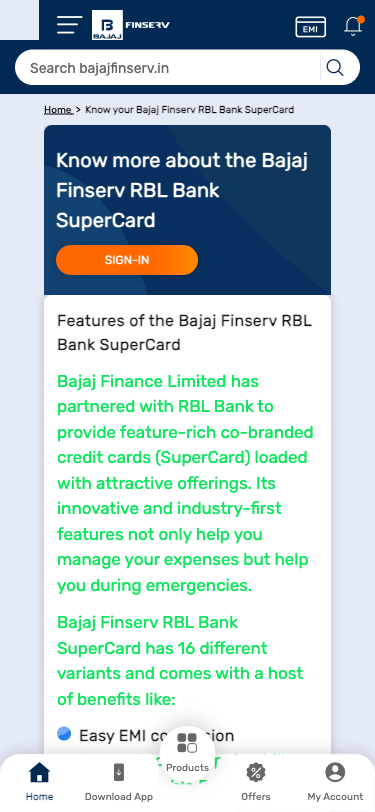 BAJAJ FINSERV
EMI
Search bajajfinserv.in
Home > Know your Bajaj Finserv RBL Bank SuperCard
Know more about the Bajaj
Finserv RBL Bank
SuperCard
SIGN-IN
Features of the Bajaj Finserv RBL
Bank SuperCard
Bajaj Finance Limited has
partnered with RBL Bank to
provide feature-rich co-branded
credit cards (SuperCard) loaded
with attractive offerings. Its
innovative and industry-first
features not only help you
manage your expenses but help
you during emergencies.
Bajaj Finserv RBL Bank
SuperCard has 16 different
variants and comes with a host
of benefits like:
Easy EMI
Products
Home
Download App
Offers
My Account